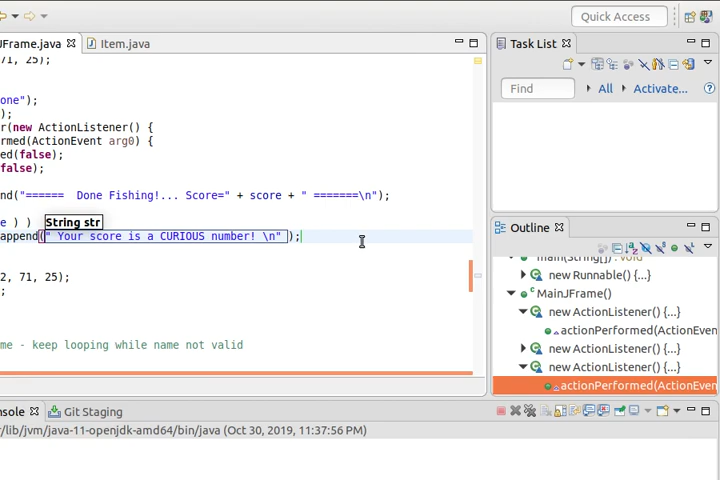 Quick Access
JFrame.java
Item.java
Task List
71, 25);
Find
All
Activate...
one");
);
r(new ActionListener() {
rmed(ActionEvent arg0) {
ed(false);
false);
nd("====== Done Fishing!... Score=" + score + " =======\n");
e ) )
String str
append(" Your score is a CURIOUS number! \n" );
Outline
main(String[]) : void
new Runnable() {...}
2, 71, 25);
;
MainJFrame()
new ActionListener() {...}
actionPerformed(ActionEven
me - keep looping while name not valid
new ActionListener() {...}
new ActionListener() {...}
actionPerformed(ActionEven
onsole
Git Staging
r/lib/jvm/java-11-openjdk-amd64/bin/java (Oct 30, 2019, 11:37:56 PM)